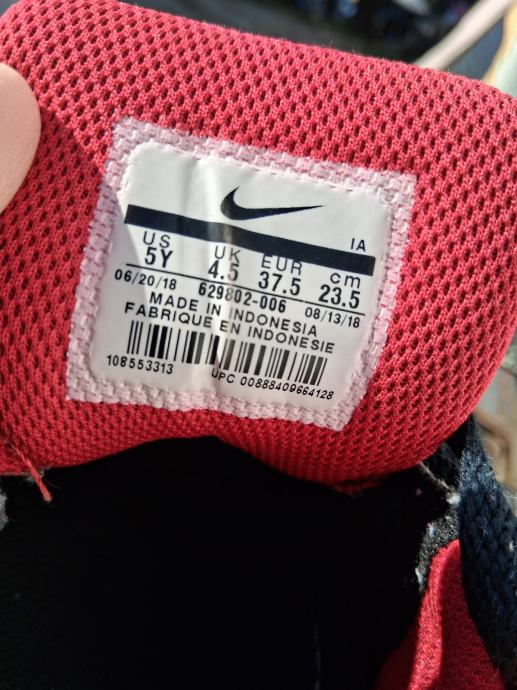 IA
US UK EUR cm
5Y 4.5 37.5 23.5
06/20/18 629802-006 08/13/18
MADE IN INDONESIA
FABRIQUE EN INDONESIE
108553313 UPC 00888409664128